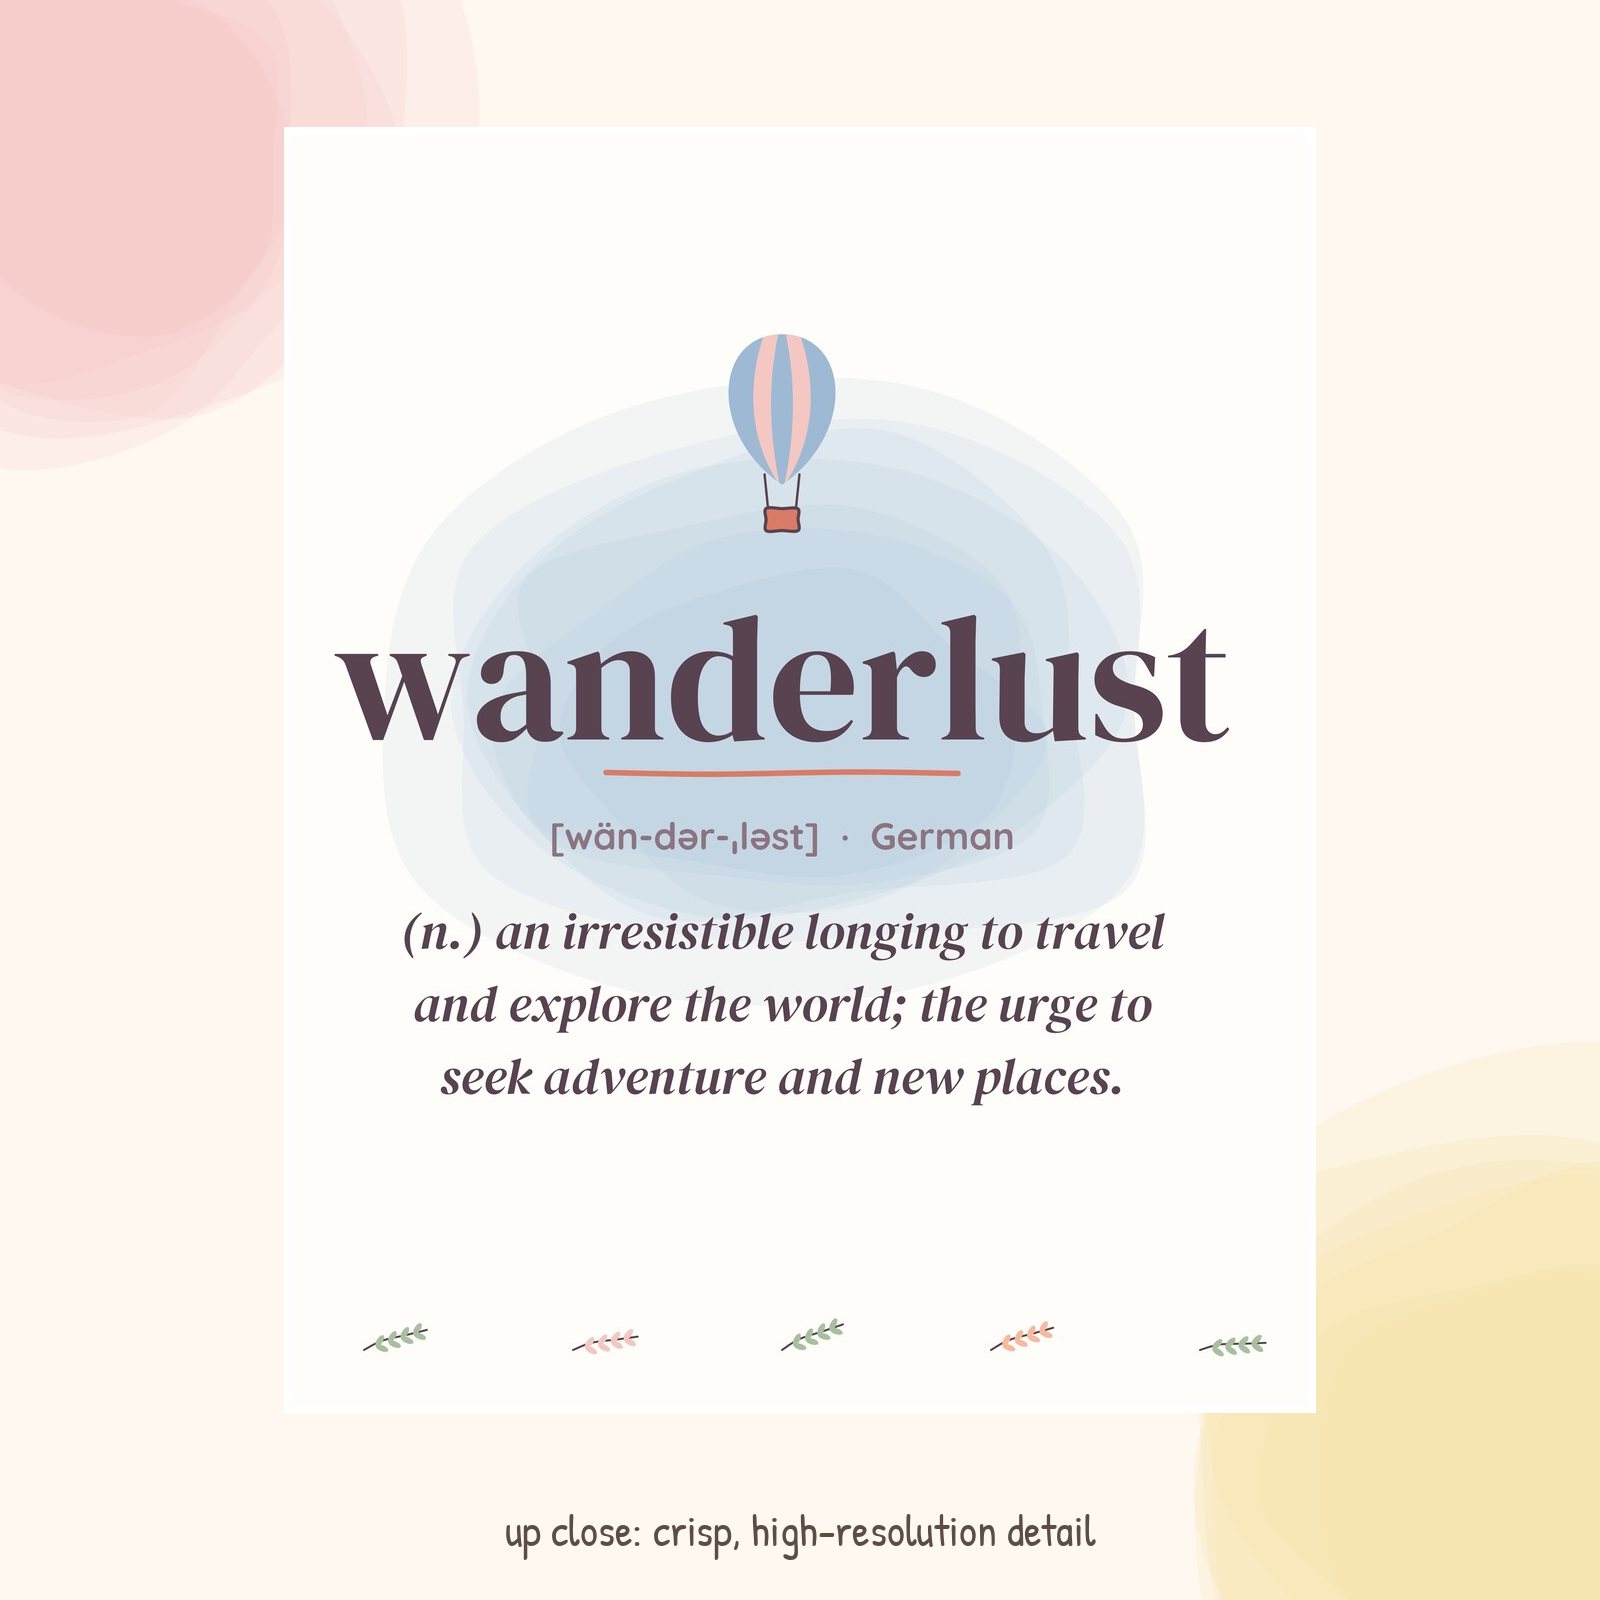 wanderlust
[wän-dər-ˌləst] · German
(n.) an irresistible longing to travel
and explore the world; the urge to
seek adventure and new places.
up close: crisp, high-resolution detail